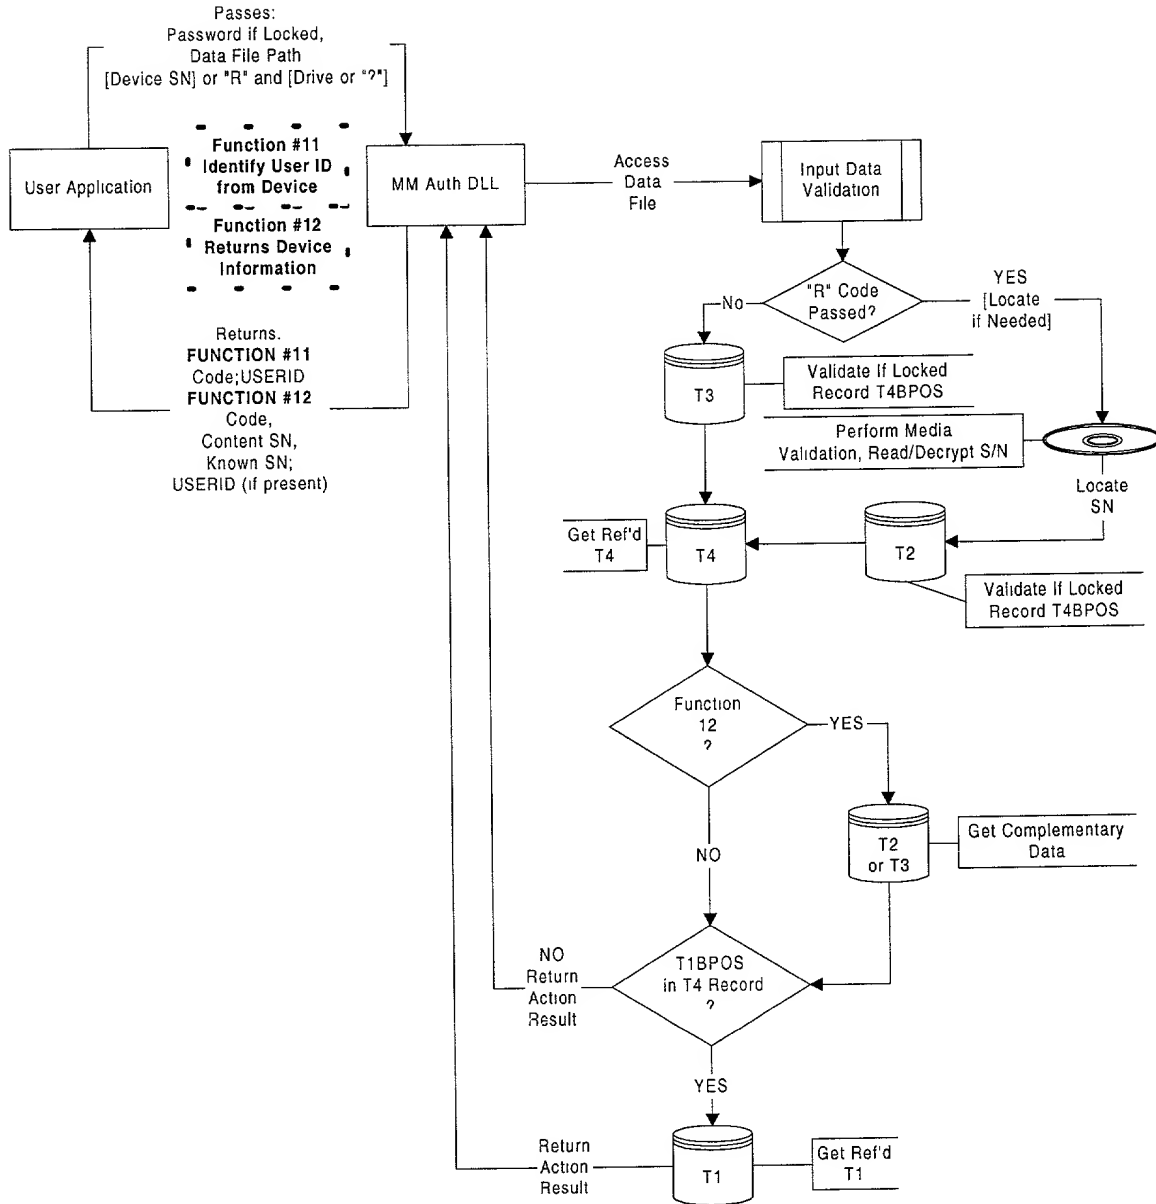 Passes:
Password if Locked,
Data File Path
[Device SN] or "R" and [Drive or "?"]
User Application
Function #11
Identify User ID
from Device
Function #12
Returns Device
Information
MM Auth DLL
Access
Data
File
Input Data
Validation
"R" Code
Passed?
No
YES
[Locate
if Needed]
Returns.
FUNCTION #11
Code;USERID
FUNCTION #12
Code,
Content SN,
Known SN;
USERID (if present)
T3
Validate If Locked
Record T4BPOS
Perform Media
Validation, Read/Decrypt S/N
Locate
SN
Get Ref'd
T4
T4
T2
Validate If Locked
Record T4BPOS
Function
12
?
YES
NO
T2
or T3
Get Complementary
Data
T1BPOS
in T4 Record
?
NO
Return
Action
Result
YES
Return
Action
Result
T1
Get Ref'd
T1